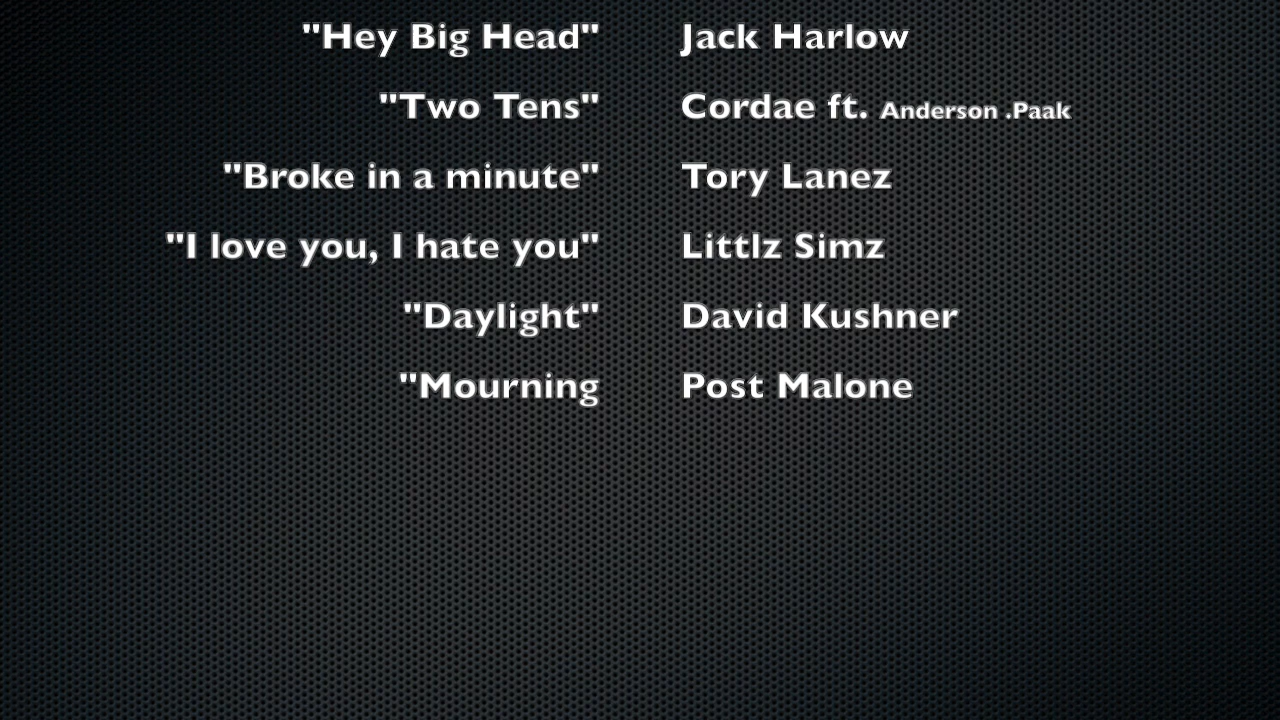 "Hey Big Head" Jack Harlow
"Two Tens" Cordae ft. Anderson .Paak
"Broke in a minute" Tory Lanez
"I love you, I hate you" Littlz Simz
"Daylight" David Kushner
"Mourning Post Malone